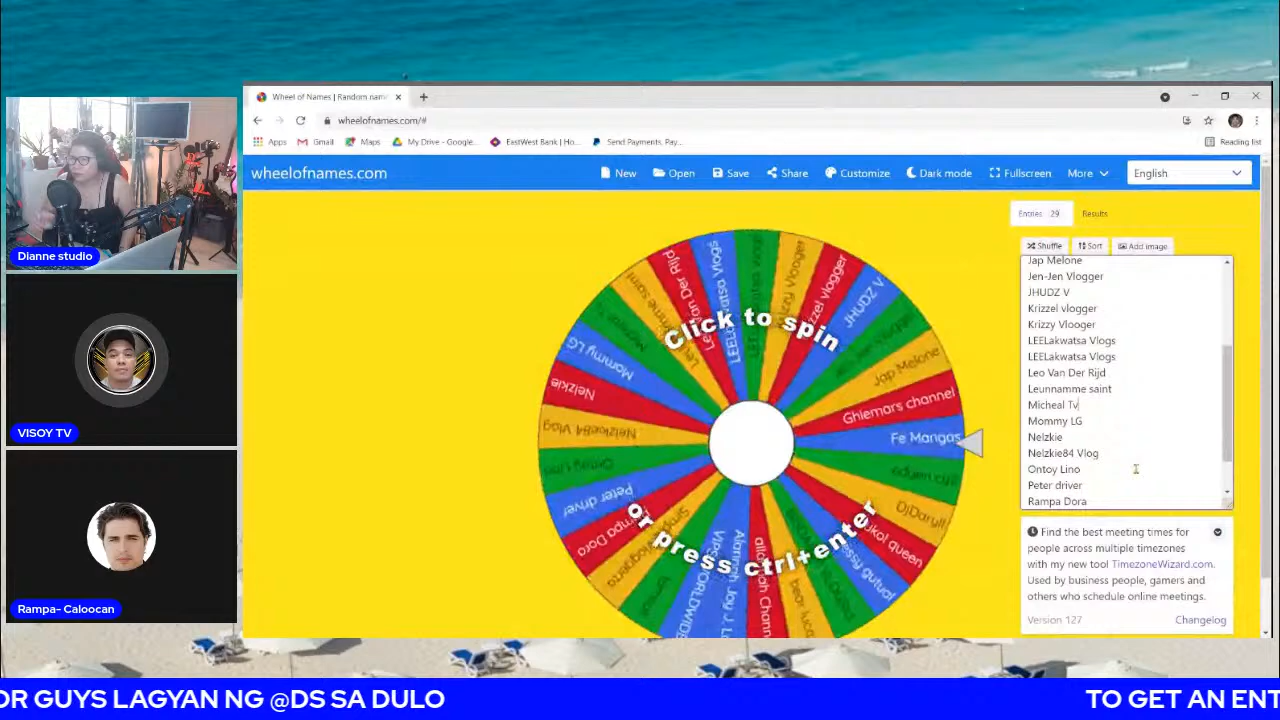 Wheel of Names | Random nam
wheelofnames.com/#
Apps
Gmail
Maps
My Drive - Google...
EastWest Bank | Ho...
Send Payments, Pay...
Reading list
wheelofnames.com
New
Open
Save
Share
Customize
Dark mode
Fullscreen
More
English
Entries 29
Results
Shuffle
Sort
Add image
Jap Melone
Jen-Jen Vlogger
JHUDZ V
Krizzel vlogger
Krizzy Vlooger
LEELakwatsa Vlogs
LEELakwatsa Vlogs
Leo Van Der Rijd
Leunnamme saint
Micheal Tv
Mommy LG
Nelzkie
Nelzkie84 Vlog
Ontoy Lino
Peter driver
Rampa Dora
Click to spin
or press ctrl+enter
JHUDZ V
Jap Melone
Ghiemars channel
Fe Mangas
DJDaryll
Mommy LG
Nelzkie
Nelzkie84 Vlog
Ontoy Lino
Peter driver
Find the best meeting times for
people across multiple timezones
with my new tool TimezoneWizard.com.
Used by business people, gamers and
others who schedule online meetings.
Version 127
Changelog
Dianne studio
VISOY TV
Rampa- Caloocan
OR GUYS LAGYAN NG @DS SA DULO
TO GET AN ENT